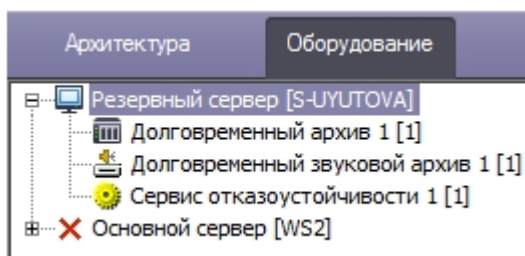 Архитектура Оборудование
Резервный сервер [S-UYUTOVA]
Долговременный архив 1 [1]
Долговременный звуковой архив 1 [1]
Сервис отказоустойчивости 1 [1]
Основной сервер [WS2]